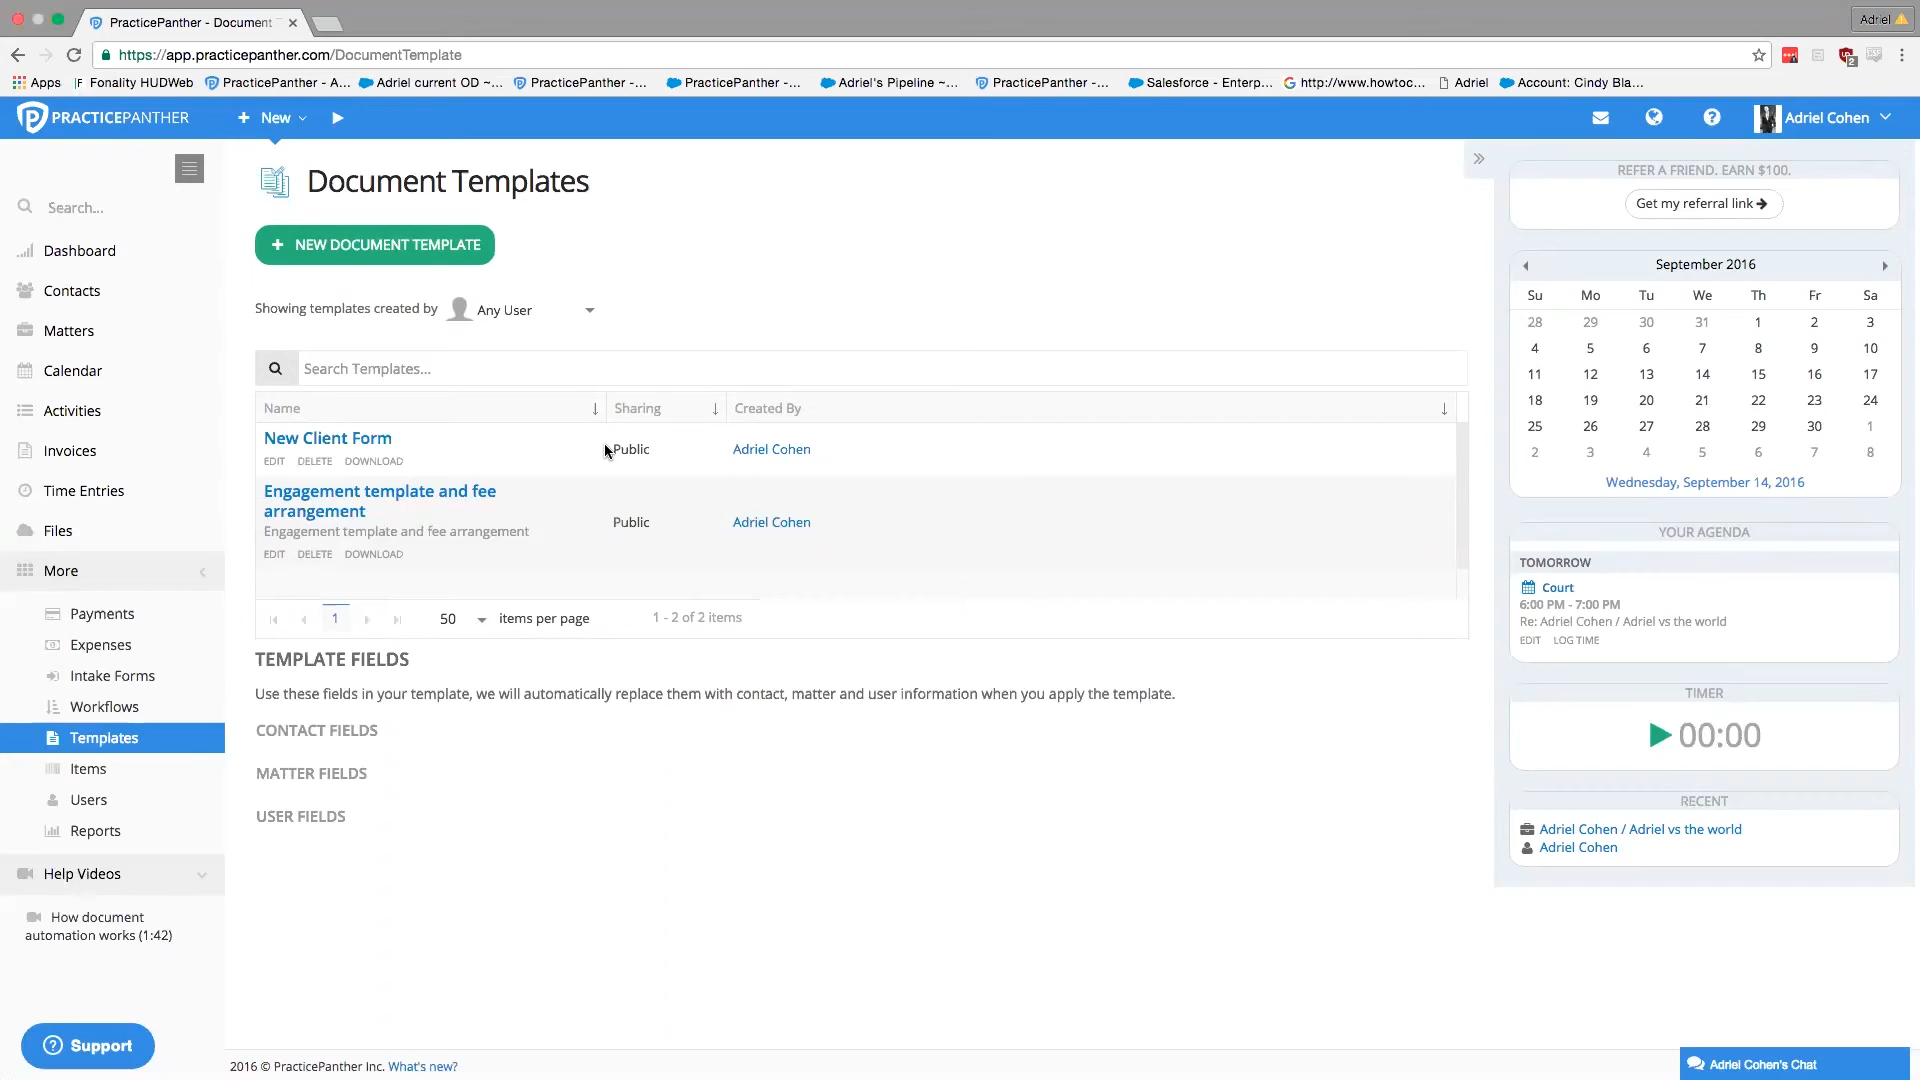 PracticePanther - Document
Adriel
https://app.practicepanther.com/DocumentTemplate
Apps
Fonality HUDWeb
PracticePanther - A...
Adriel current OD ~...
PracticePanther -...
PracticePanther -...
Adriel's Pipeline ~...
PracticePanther -...
Salesforce - Enterp...
http://www.howtoc...
Adriel
Account: Cindy Bla...
PRACTICEPANTHER
+ New
Adriel Cohen
Search...
Dashboard
Contacts
Matters
Calendar
Activities
Invoices
Time Entries
Files
More
Payments
Expenses
Intake Forms
Workflows
Templates
Items
Users
Reports
Help Videos
How document
automation works (1:42)
Support
Document Templates
+ NEW DOCUMENT TEMPLATE
Showing templates created by Any User
Search Templates...
Name Sharing Created By
New Client Form
EDIT DELETE DOWNLOAD
Public
Adriel Cohen
Engagement template and fee
arrangement
Engagement template and fee arrangement
EDIT DELETE DOWNLOAD
Public
Adriel Cohen
1 50 items per page 1 - 2 of 2 items
TEMPLATE FIELDS
Use these fields in your template, we will automatically replace them with contact, matter and user information when you apply the template.
CONTACT FIELDS
MATTER FIELDS
USER FIELDS
2016 © PracticePanther Inc. What's new?
REFER A FRIEND. EARN $100.
Get my referral link
September 2016
Su Mo Tu We Th Fr Sa
28 29 30 31 1 2 3
4 5 6 7 8 9 10
11 12 13 14 15 16 17
18 19 20 21 22 23 24
25 26 27 28 29 30 1
2 3 4 5 6 7 8
Wednesday, September 14, 2016
YOUR AGENDA
TOMORROW
Court
6:00 PM - 7:00 PM
Re: Adriel Cohen / Adriel vs the world
EDIT LOG TIME
TIMER
00:00
RECENT
Adriel Cohen / Adriel vs the world
Adriel Cohen
Adriel Cohen's Chat